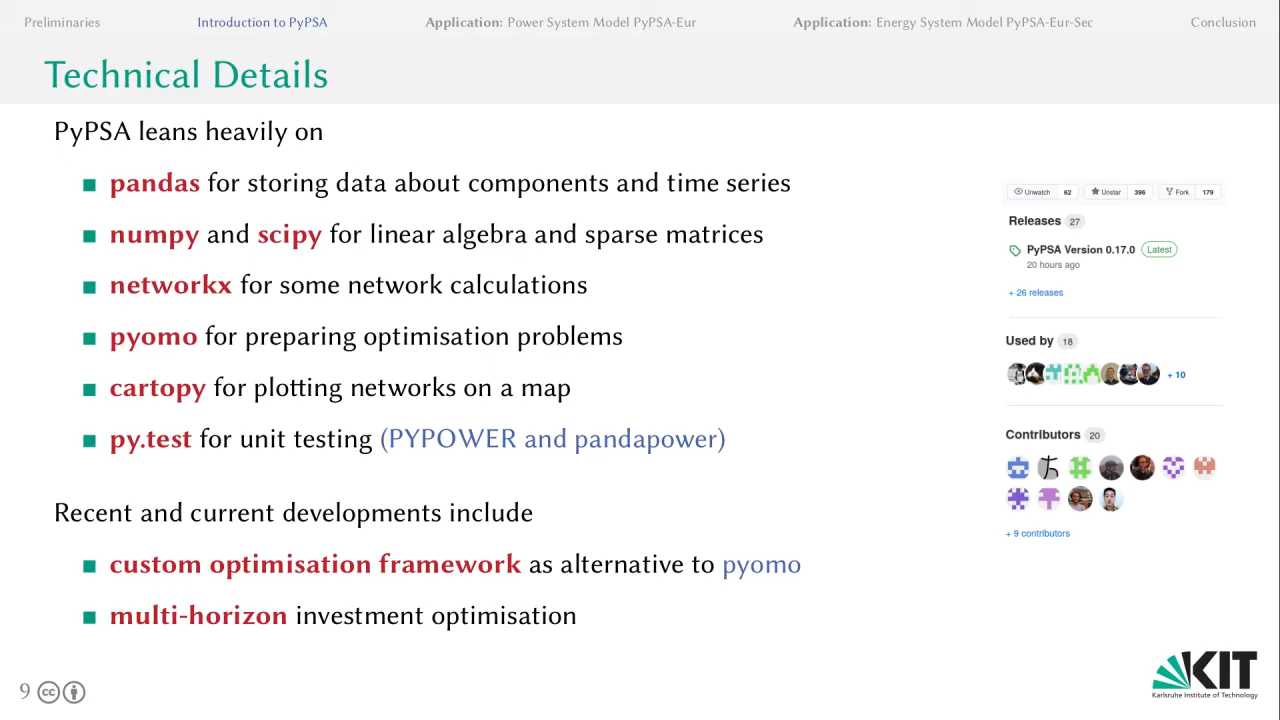 Preliminaries
Introduction to PyPSA
Application: Power System Model PyPSA-Eur
Application: Energy System Model PyPSA-Eur-Sec
Conclusion
Technical Details
PyPSA leans heavily on
pandas for storing data about components and time series
numpy and scipy for linear algebra and sparse matrices
networkx for some network calculations
pyomo for preparing optimisation problems
cartopy for plotting networks on a map
py.test for unit testing (PYPOWER and pandapower)
Recent and current developments include
custom optimisation framework as alternative to pyomo
multi-horizon investment optimisation
Unwatch 62 Unstar 396 Fork 179
Releases 27
PyPSA Version 0.17.0 Latest
20 hours ago
+ 26 releases
Used by 18
+ 10
Contributors 20
+ 9 contributors
9 cc
KIT
Karlsruhe Institute of Technology